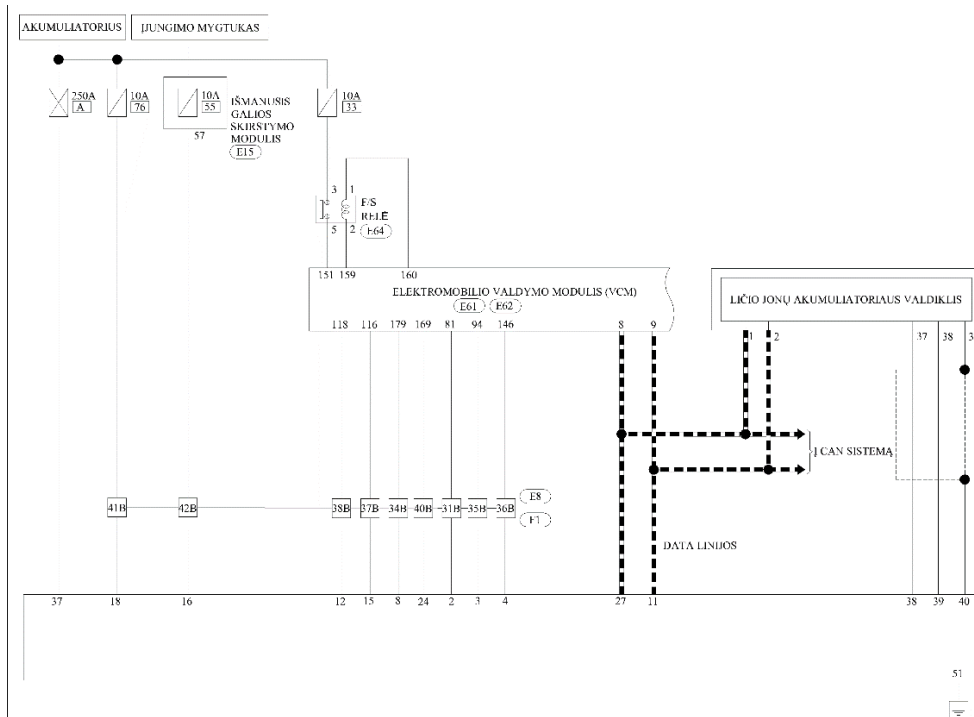 AKUMULIATORIUS
ĮJUNGIMO MYGTUKAS
250A
A
10A
76
10A
55
10A
33
57
IŠMANUSIS
GALIOS
SKIRSTYMO
MODULIS
E15
3 1
F/S
RELĖ
5 2
E64
151 159 160
ELEKTROMOBILIO VALDYMO MODULIS (VCM)
E61 E62
118 116 179 169 81 94 146 8 9
LIČIO JONŲ AKUMULIATORIAUS VALDIKLIS
1 2 37 38 3
Į CAN SISTEMĄ
41B 42B 38B 37B 34B 40B 31B 35B 36B
E8
F1
DATA LINIJOS
37 18 16 12 15 8 24 2 3 4 27 11 38 39 40
51